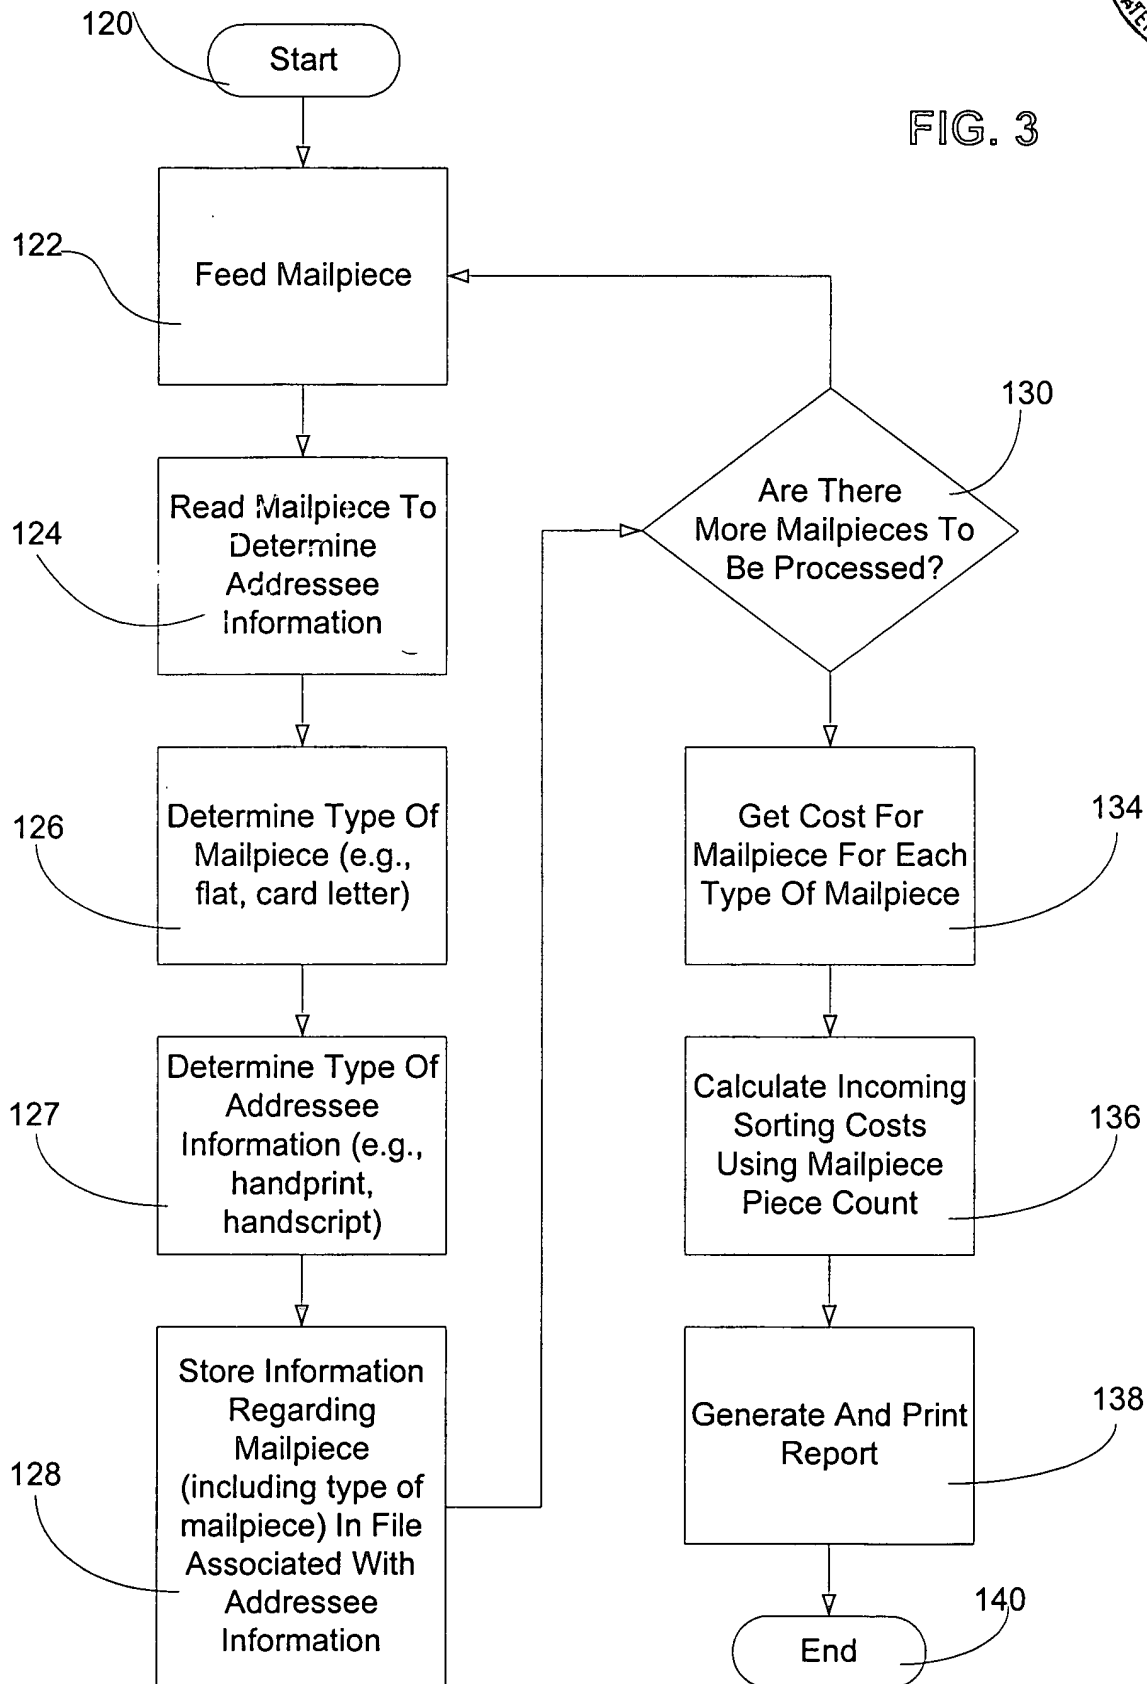 120
Start
FIG. 3
122
Feed Mailpiece
124
Read Mailpiece To
Determine
Addressee
Information
126
Determine Type Of
Mailpiece (e.g.,
flat, card letter)
127
Determine Type Of
Addressee
Information (e.g.,
handprint,
handscript)
128
Store Information
Regarding
Mailpiece
(including type of
mailpiece) In File
Associated With
Addressee
Information
130
Are There
More Mailpieces To
Be Processed?
134
Get Cost For
Mailpiece For Each
Type Of Mailpiece
136
Calculate Incoming
Sorting Costs
Using Mailpiece
Piece Count
138
Generate And Print
Report
140
End